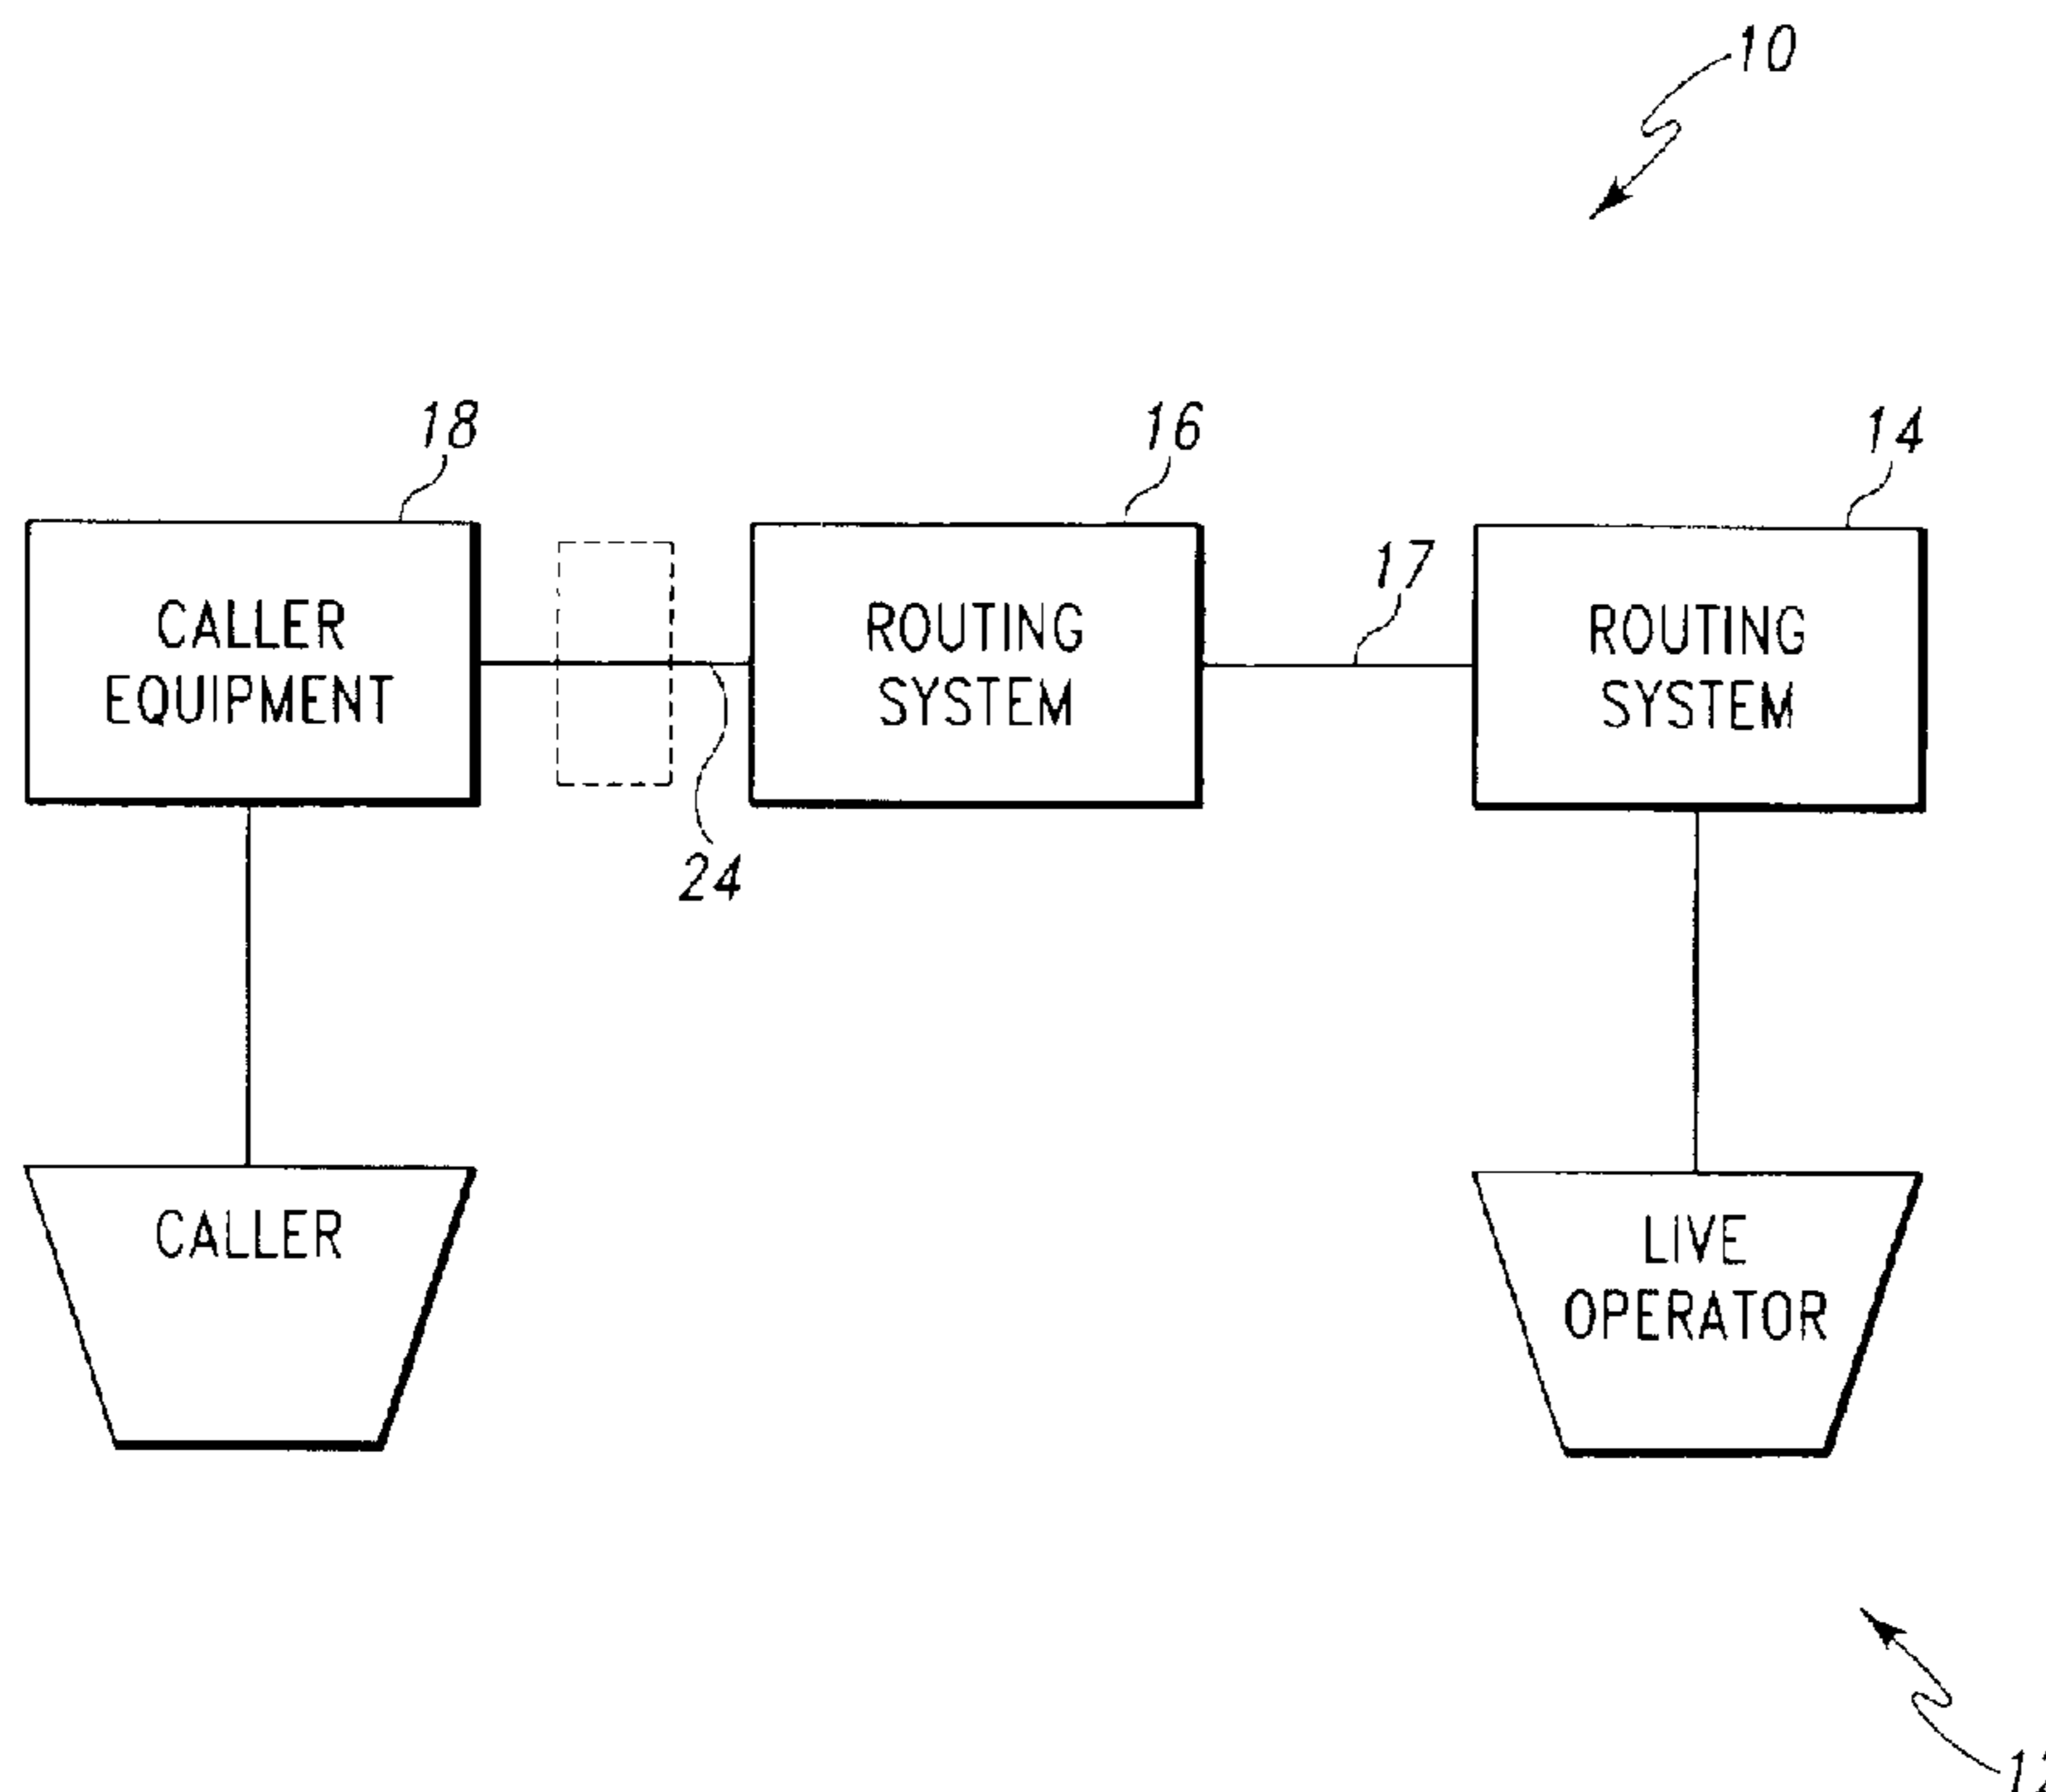 10
18
16
14
17
CALLER
EQUIPMENT
ROUTING
SYSTEM
ROUTING
SYSTEM
24
CALLER
LIVE
OPERATOR